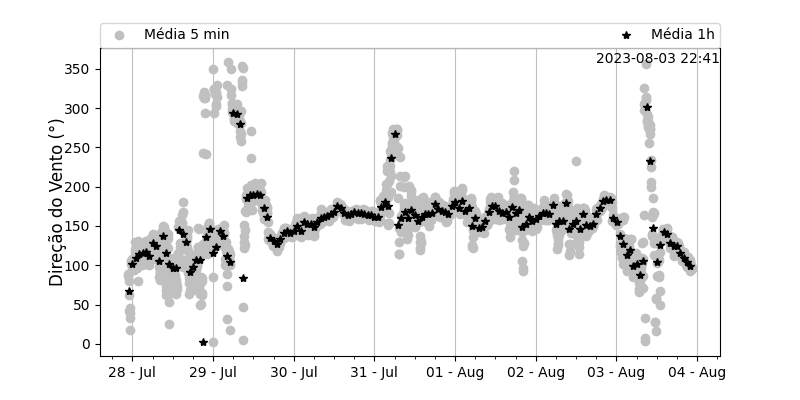 Média 5 min
Média 1h
2023-08-03 22:41
Direção do Vento (°)
350
300
250
200
150
100
50
0
28 - Jul
29 - Jul
30 - Jul
31 - Jul
01 - Aug
02 - Aug
03 - Aug
04 - Aug